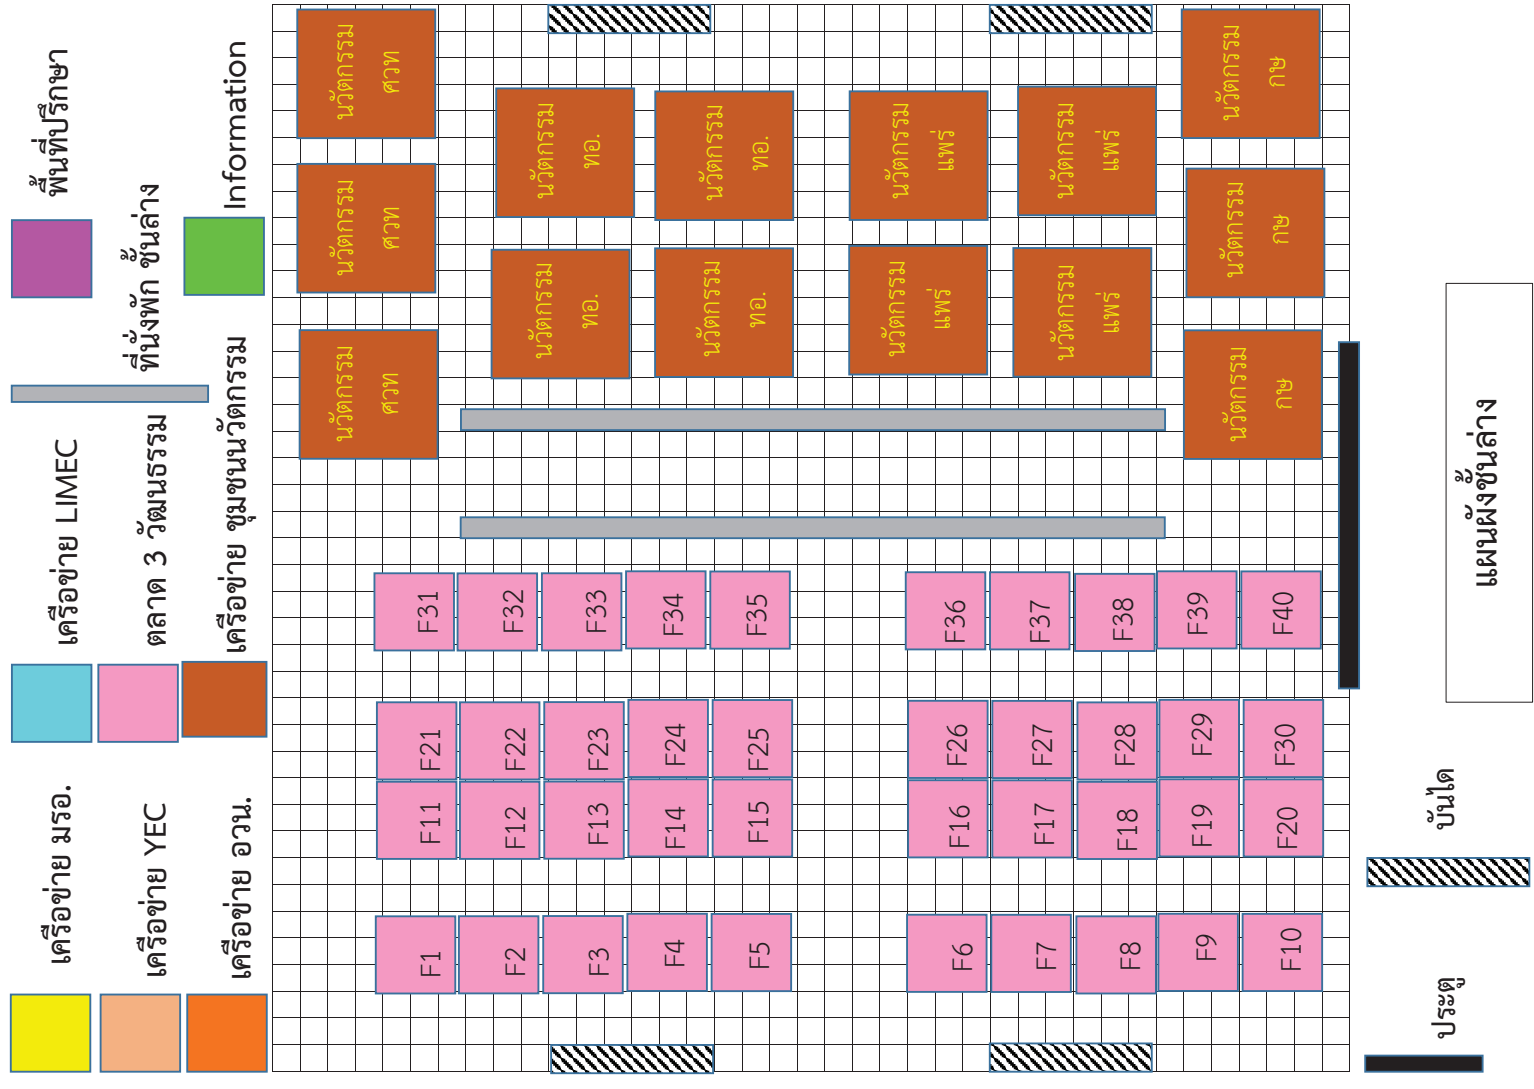 เครือข่าย มรอ.
เครือข่าย LIMEC
พื้นที่ปรึกษา
เครือข่าย YEC
ตลาด 3 วัฒนธรรม
ที่นั่งพัก ชั้นล่าง
เครือข่าย อวน.
เครือข่าย ชุมชนนวัตกรรม
Information
นวัตกรรม
ศวท
นวัตกรรม
ศวท
นวัตกรรม
ศวท
F1
F11
F21
F31
F2
F12
F22
F32
นวัตกรรม
ทอ.
นวัตกรรม
ทอ.
F3
F13
F23
F33
F4
F14
F24
F34
นวัตกรรม
ทอ.
นวัตกรรม
ทอ.
F5
F15
F25
F35
นวัตกรรม
แพร่
นวัตกรรม
แพร่
F6
F16
F26
F36
F7
F17
F27
F37
นวัตกรรม
แพร่
นวัตกรรม
แพร่
F8
F18
F28
F38
F9
F19
F29
F39
นวัตกรรม
กษ
นวัตกรรม
กษ
นวัตกรรม
กษ
F10
F20
F30
F40
ประตู
บันได
แผนผังชั้นล่าง